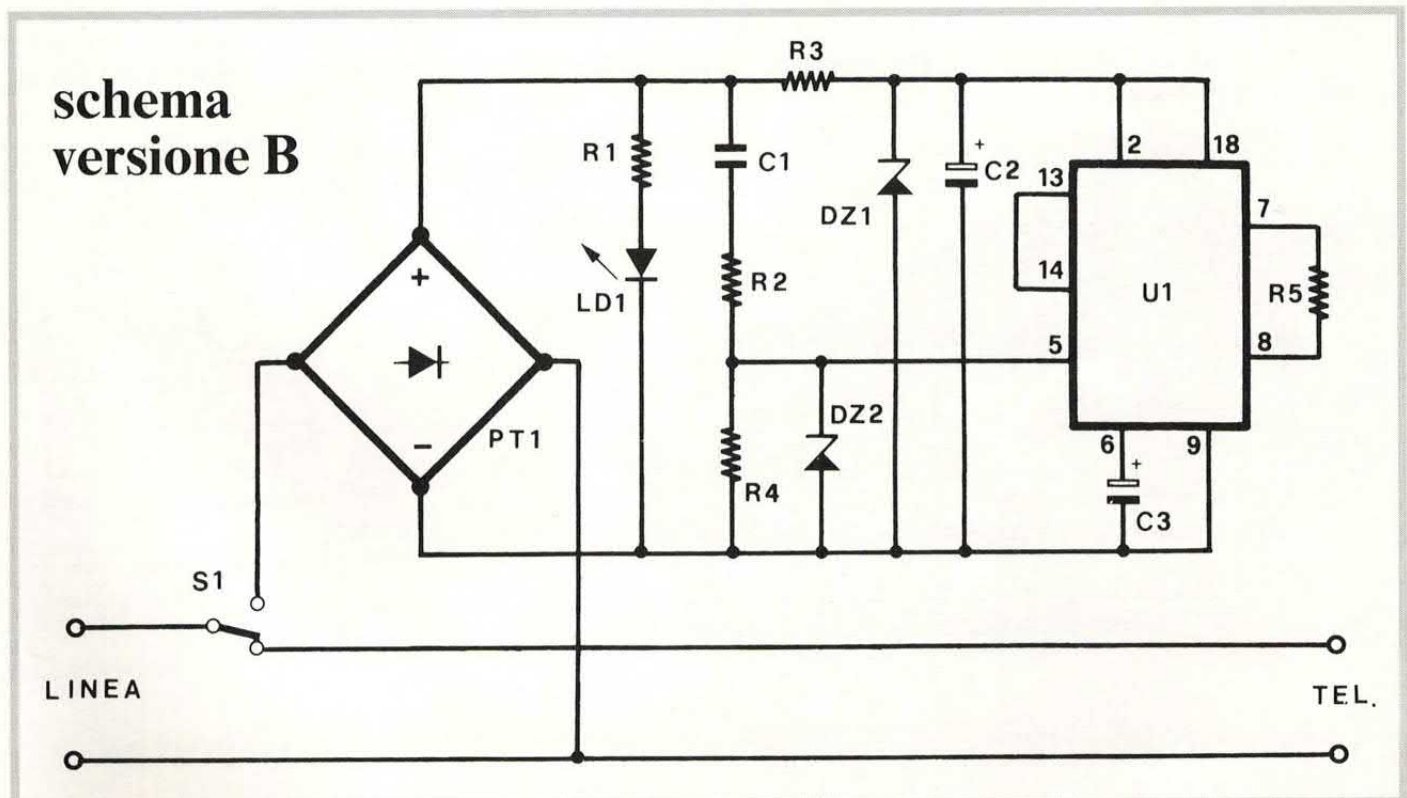 schema
versione B
R3
R1
C1
+
C2
2
18
13
DZ1
7
+
R2
14
U1
R5
LD1
5
8
DZ2
−
PT1
6
9
R4
+
C3
S1
LINEA
TEL.